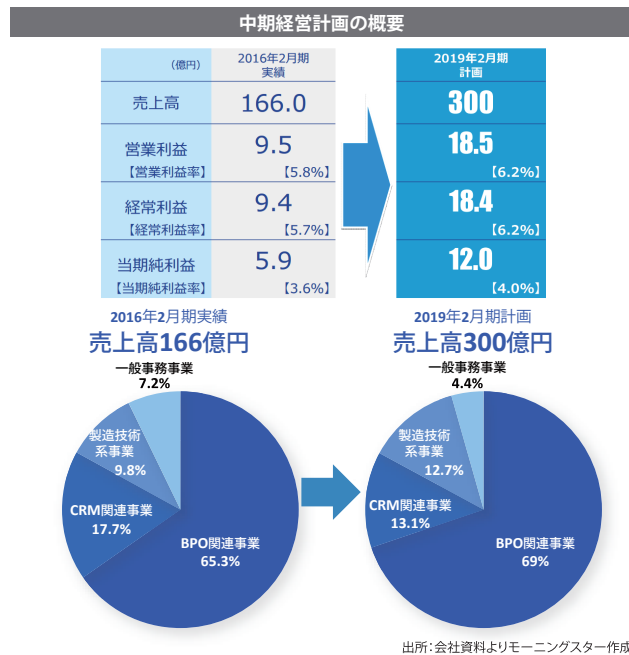 中期経営計画の概要
(億円)
2016年2月期
実績
2019年2月期
計画
売上高
166.0
300
営業利益
9.5
18.5
【営業利益率】
【5.8%】
【6.2%】
経常利益
9.4
18.4
【経常利益率】
【5.7%】
【6.2%】
当期純利益
5.9
12.0
【当期純利益率】
【3.6%】
【4.0%】
2016年2月期実績
売上高166億円
一般事務事業
7.2%
製造技術
系事業
9.8%
CRM関連事業
17.7%
BPO関連事業
65.3%
2019年2月期計画
売上高300億円
一般事務事業
4.4%
製造技術
系事業
12.7%
CRM関連事業
13.1%
BPO関連事業
69%
出所：会社資料よりモーニングスター作成